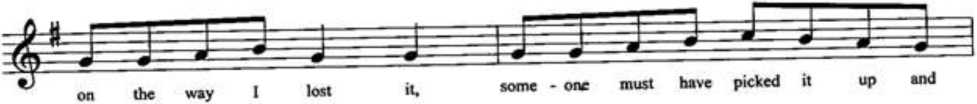 on the way I lost it, some - one must have picked it up and